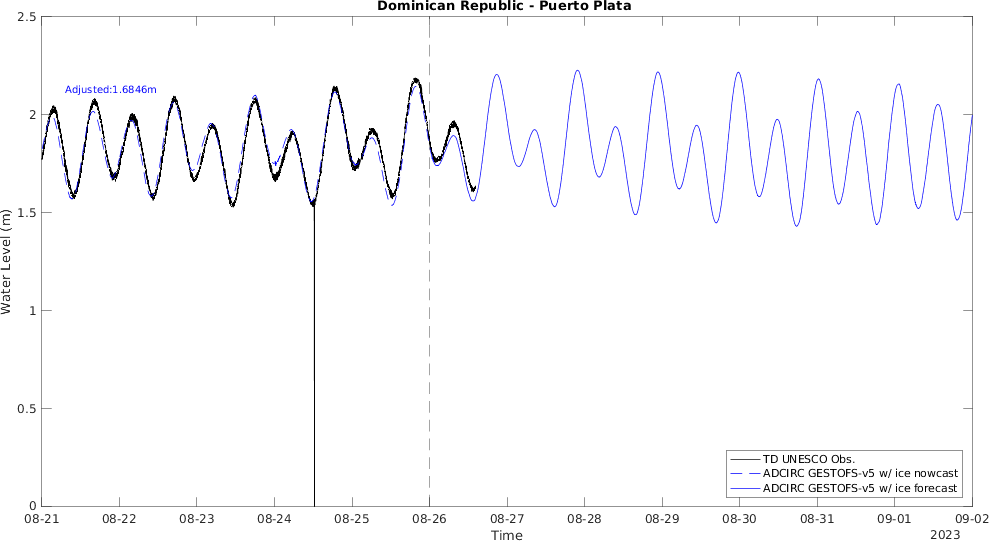 Dominican Republic - Puerto Plata
2.5
2
1.5
1
0.5
0
Water Level (m)
Adjusted:1.6846m
TD UNESCO Obs.
ADCIRC GESTOFS-v5 w/ ice nowcast
ADCIRC GESTOFS-v5 w/ ice forecast
08-21 08-22 08-23 08-24 08-25 08-26 08-27 08-28 08-29 08-30 08-31 09-01 09-02
Time
2023